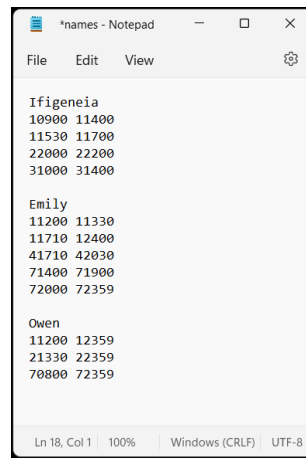 *names - Notepad
File Edit View
Ifigeneia
10900 11400
11530 11700
22000 22200
31000 31400

Emily
11200 11330
11710 12400
41710 42030
71400 71900
72000 72359

Owen
11200 12359
21330 22359
70800 72359

Ln 18, Col 1 100% Windows (CRLF) UTF-8